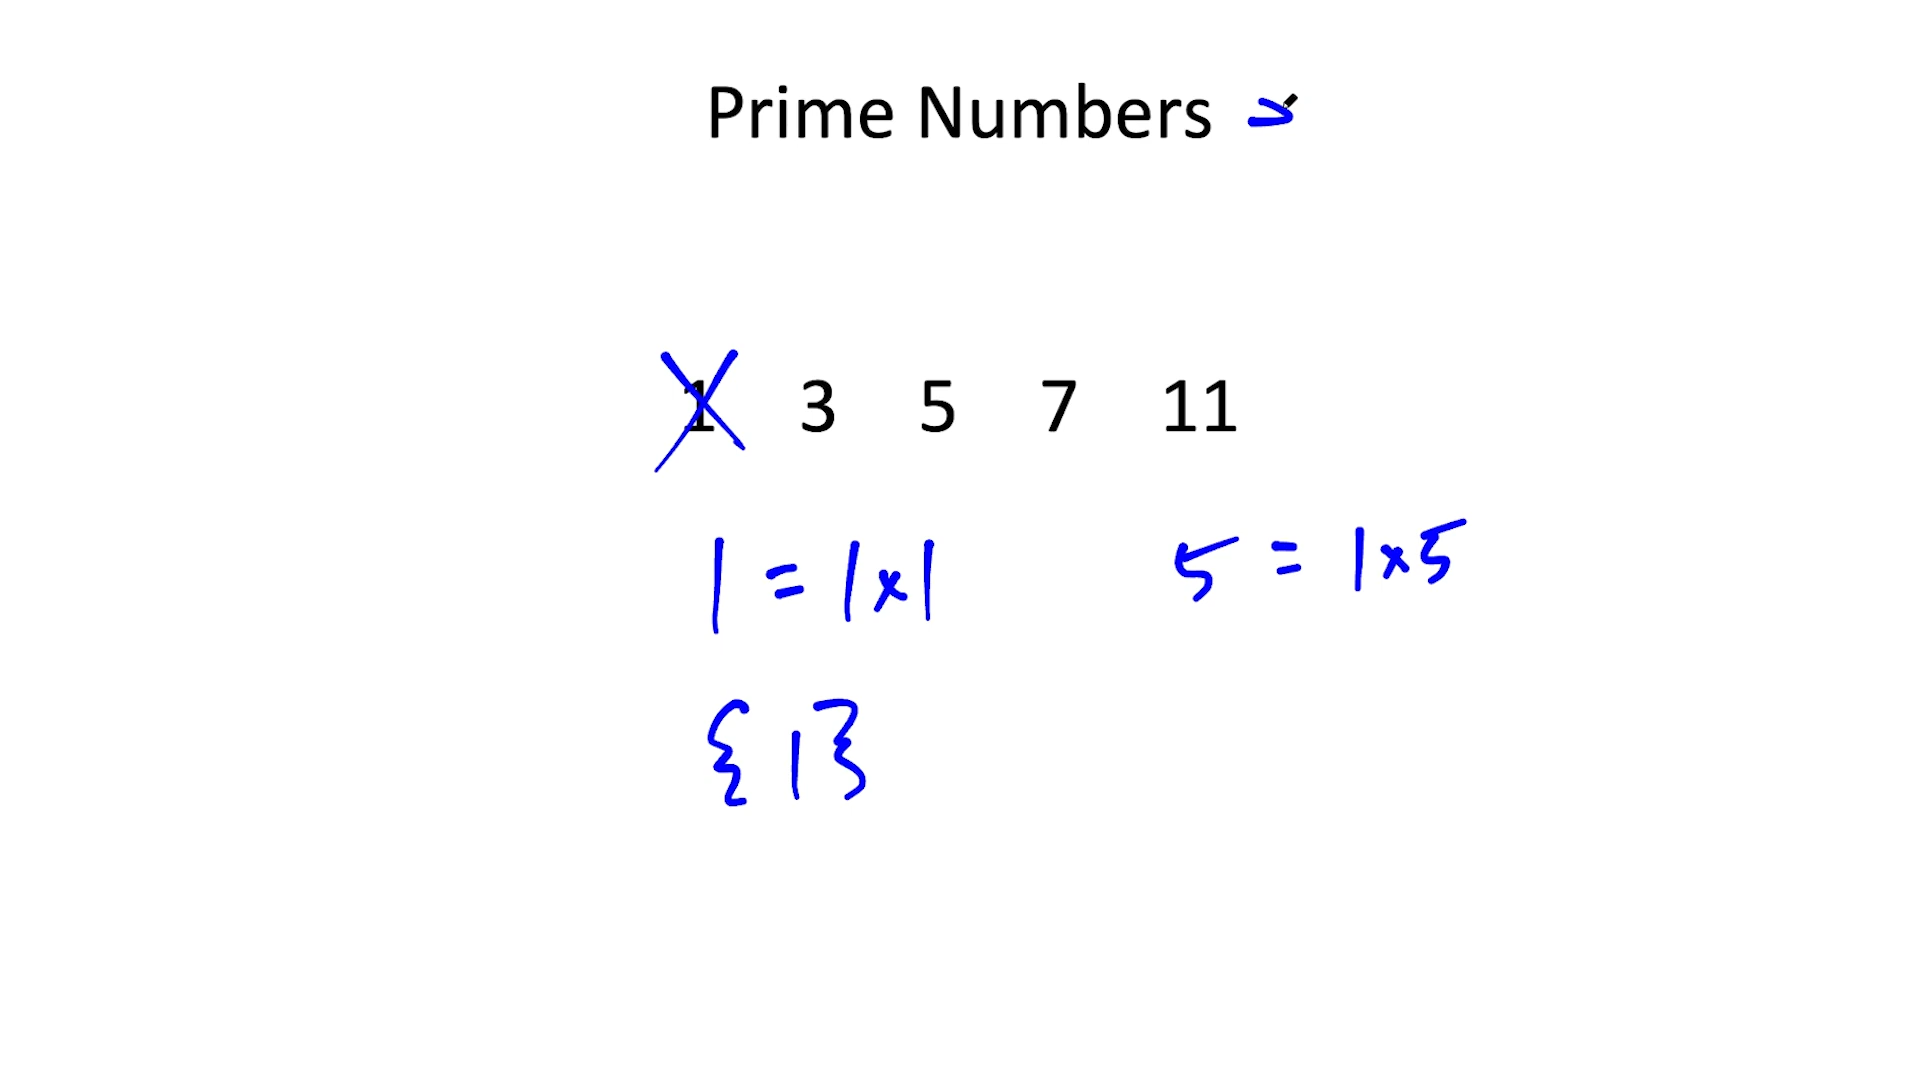 Prime Numbers
1 3 5 7 11
1 = 1x1 5 = 1x5
{ 1 }